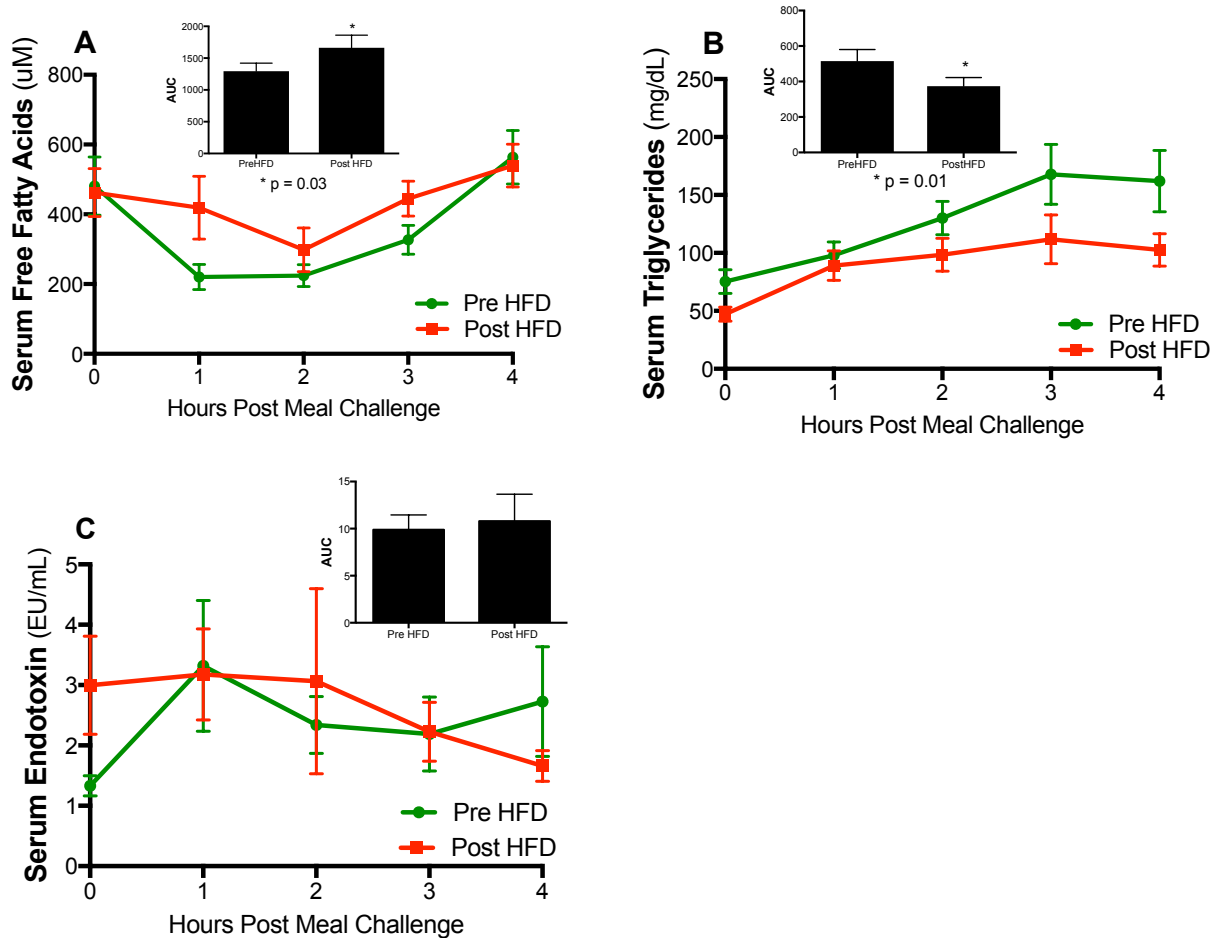 A
Serum Free Fatty Acids (uM)
800
600
400
200
0
0 1 2 3 4
Hours Post Meal Challenge
Pre HFD
Post HFD
AUC
2000
1500
1000
500
0
*
PreHFD Post HFD
* p = 0.03
B
Serum Triglycerides (mg/dL)
250
200
150
100
50
0
0 1 2 3 4
Hours Post Meal Challenge
Pre HFD
Post HFD
AUC
800
600
400
200
0
*
PreHFD PostHFD
* p = 0.01
C
Serum Endotoxin (EU/mL)
5
4
3
2
1
0
0 1 2 3 4
Hours Post Meal Challenge
Pre HFD
Post HFD
AUC
15
10
5
0
Pre HFD Post HFD